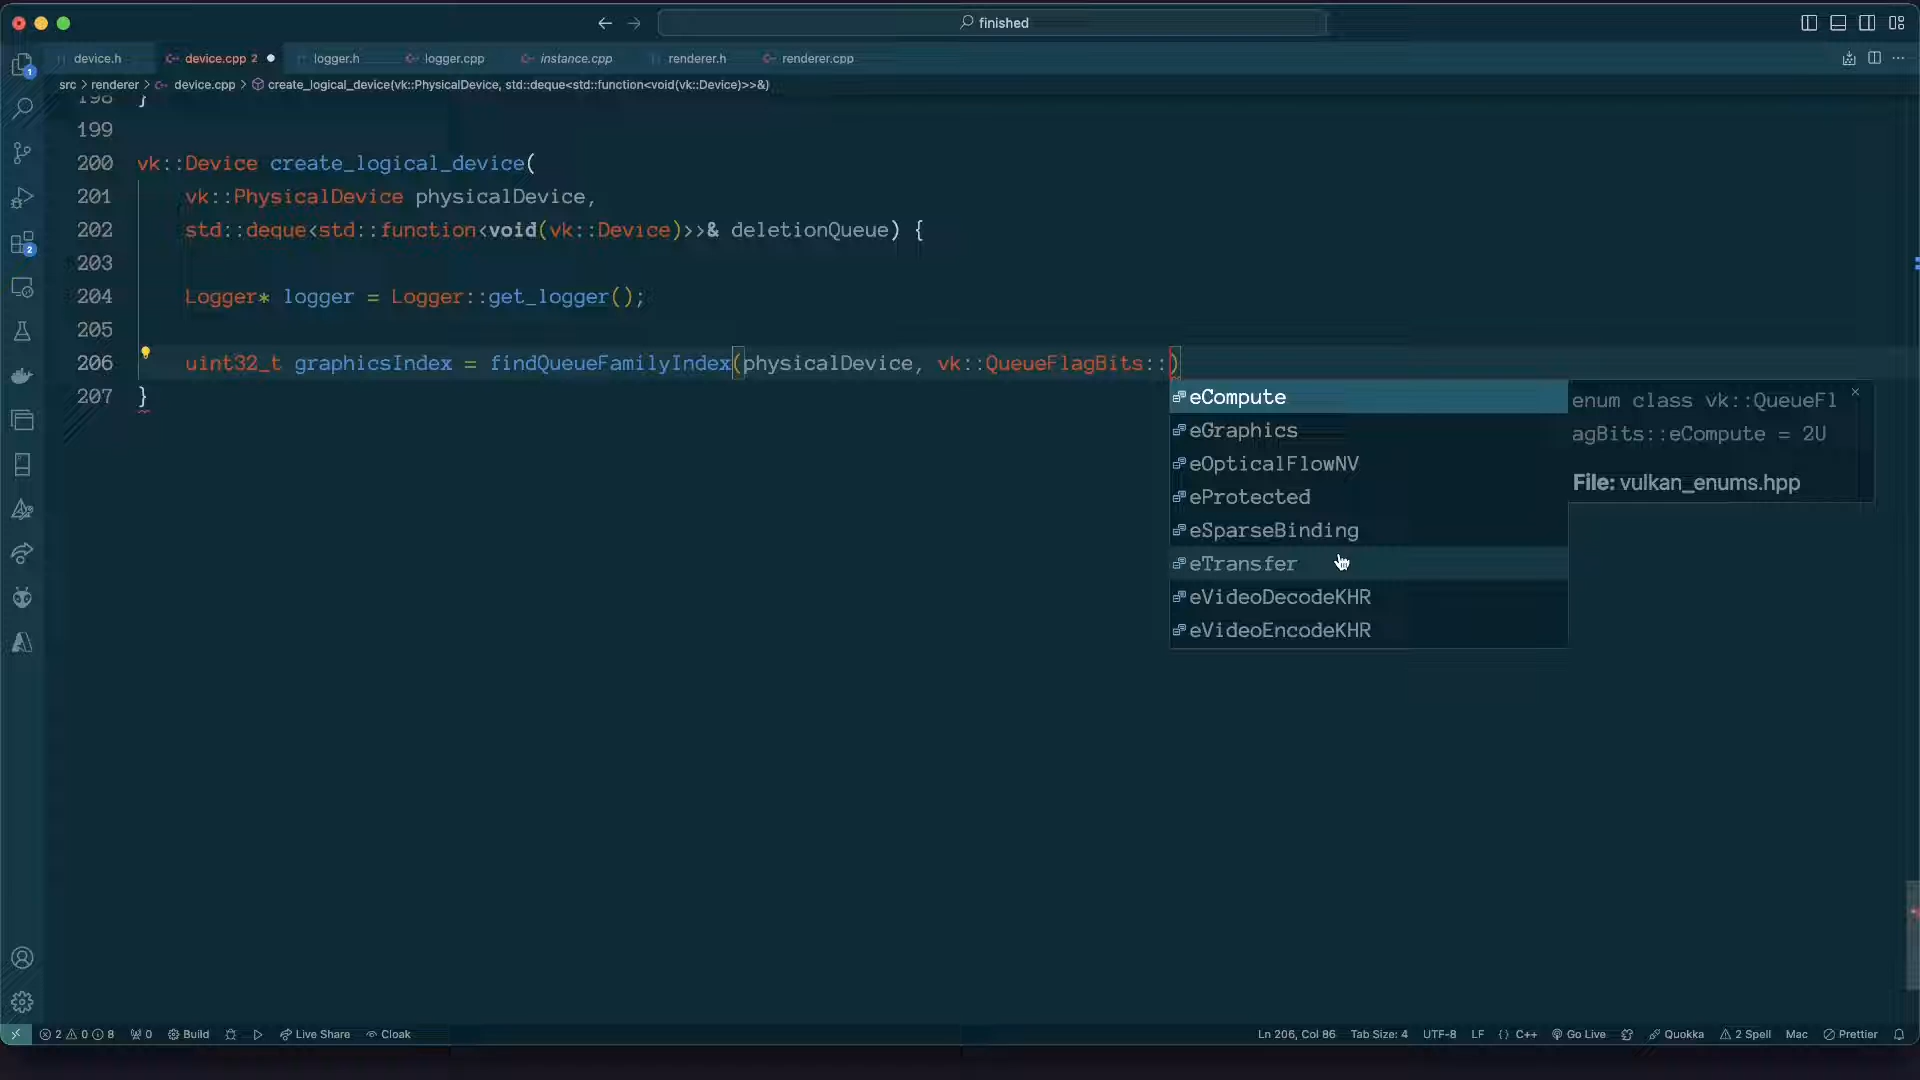 finished
device.h
device.cpp 2
logger.h
logger.cpp
instance.cpp
renderer.h
renderer.cpp
src > renderer > device.cpp > create_logical_device(vk::PhysicalDevice, std::deque<std::function<void(vk::Device)>>&)
198 }
199
200 vk::Device create_logical_device(
201 vk::PhysicalDevice physicalDevice,
202 std::deque<std::function<void(vk::Device)>>& deletionQueue) {
203
204 Logger* logger = Logger::get_logger();
205
206 uint32_t graphicsIndex = findQueueFamilyIndex(physicalDevice, vk::QueueFlagBits::)
207 }
eCompute
eGraphics
eOpticalFlowNV
eProtected
eSparseBinding
eTransfer
eVideoDecodeKHR
eVideoEncodeKHR
enum class vk::QueueFl
agBits::eCompute = 2U
File: vulkan_enums.hpp
1
2
2 0 8 0 Build Live Share Cloak
Ln 206, Col 86 Tab Size: 4 UTF-8 LF {} C++ Go Live Quokka 2 Spell Mac Prettier